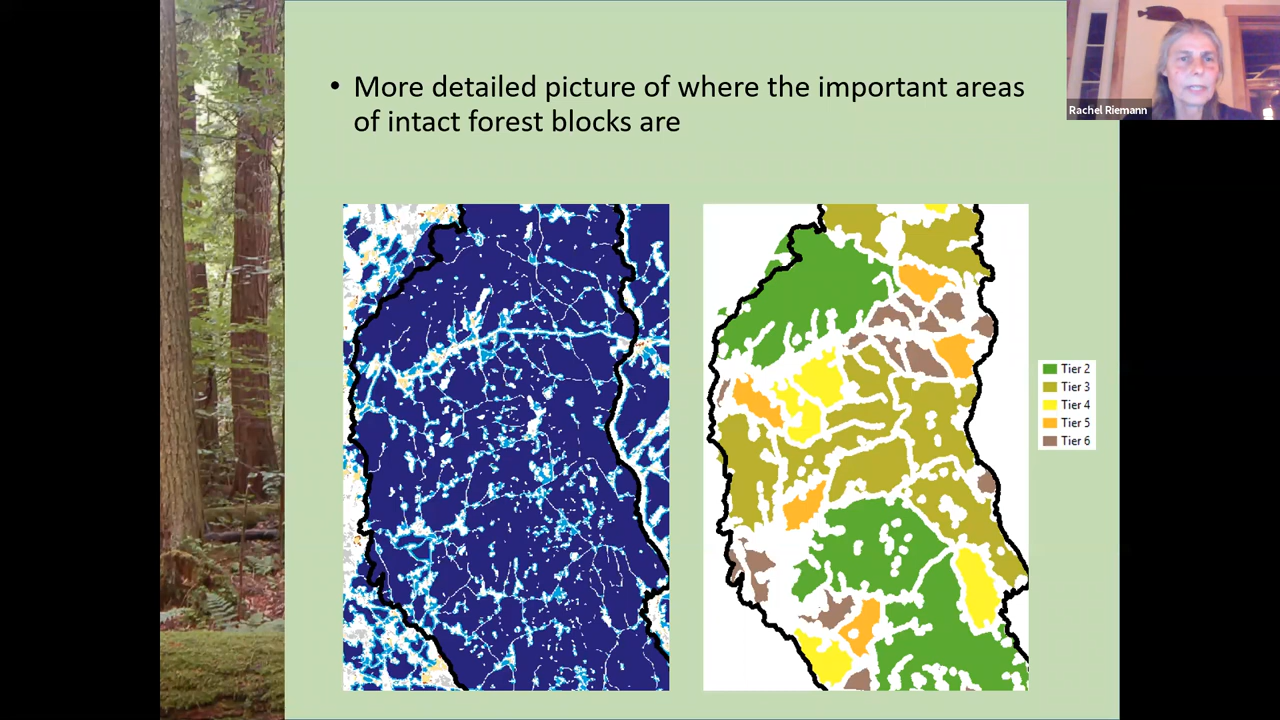 • More detailed picture of where the important areas
of intact forest blocks are
Rachel Riemann
Tier 2
Tier 3
Tier 4
Tier 5
Tier 6